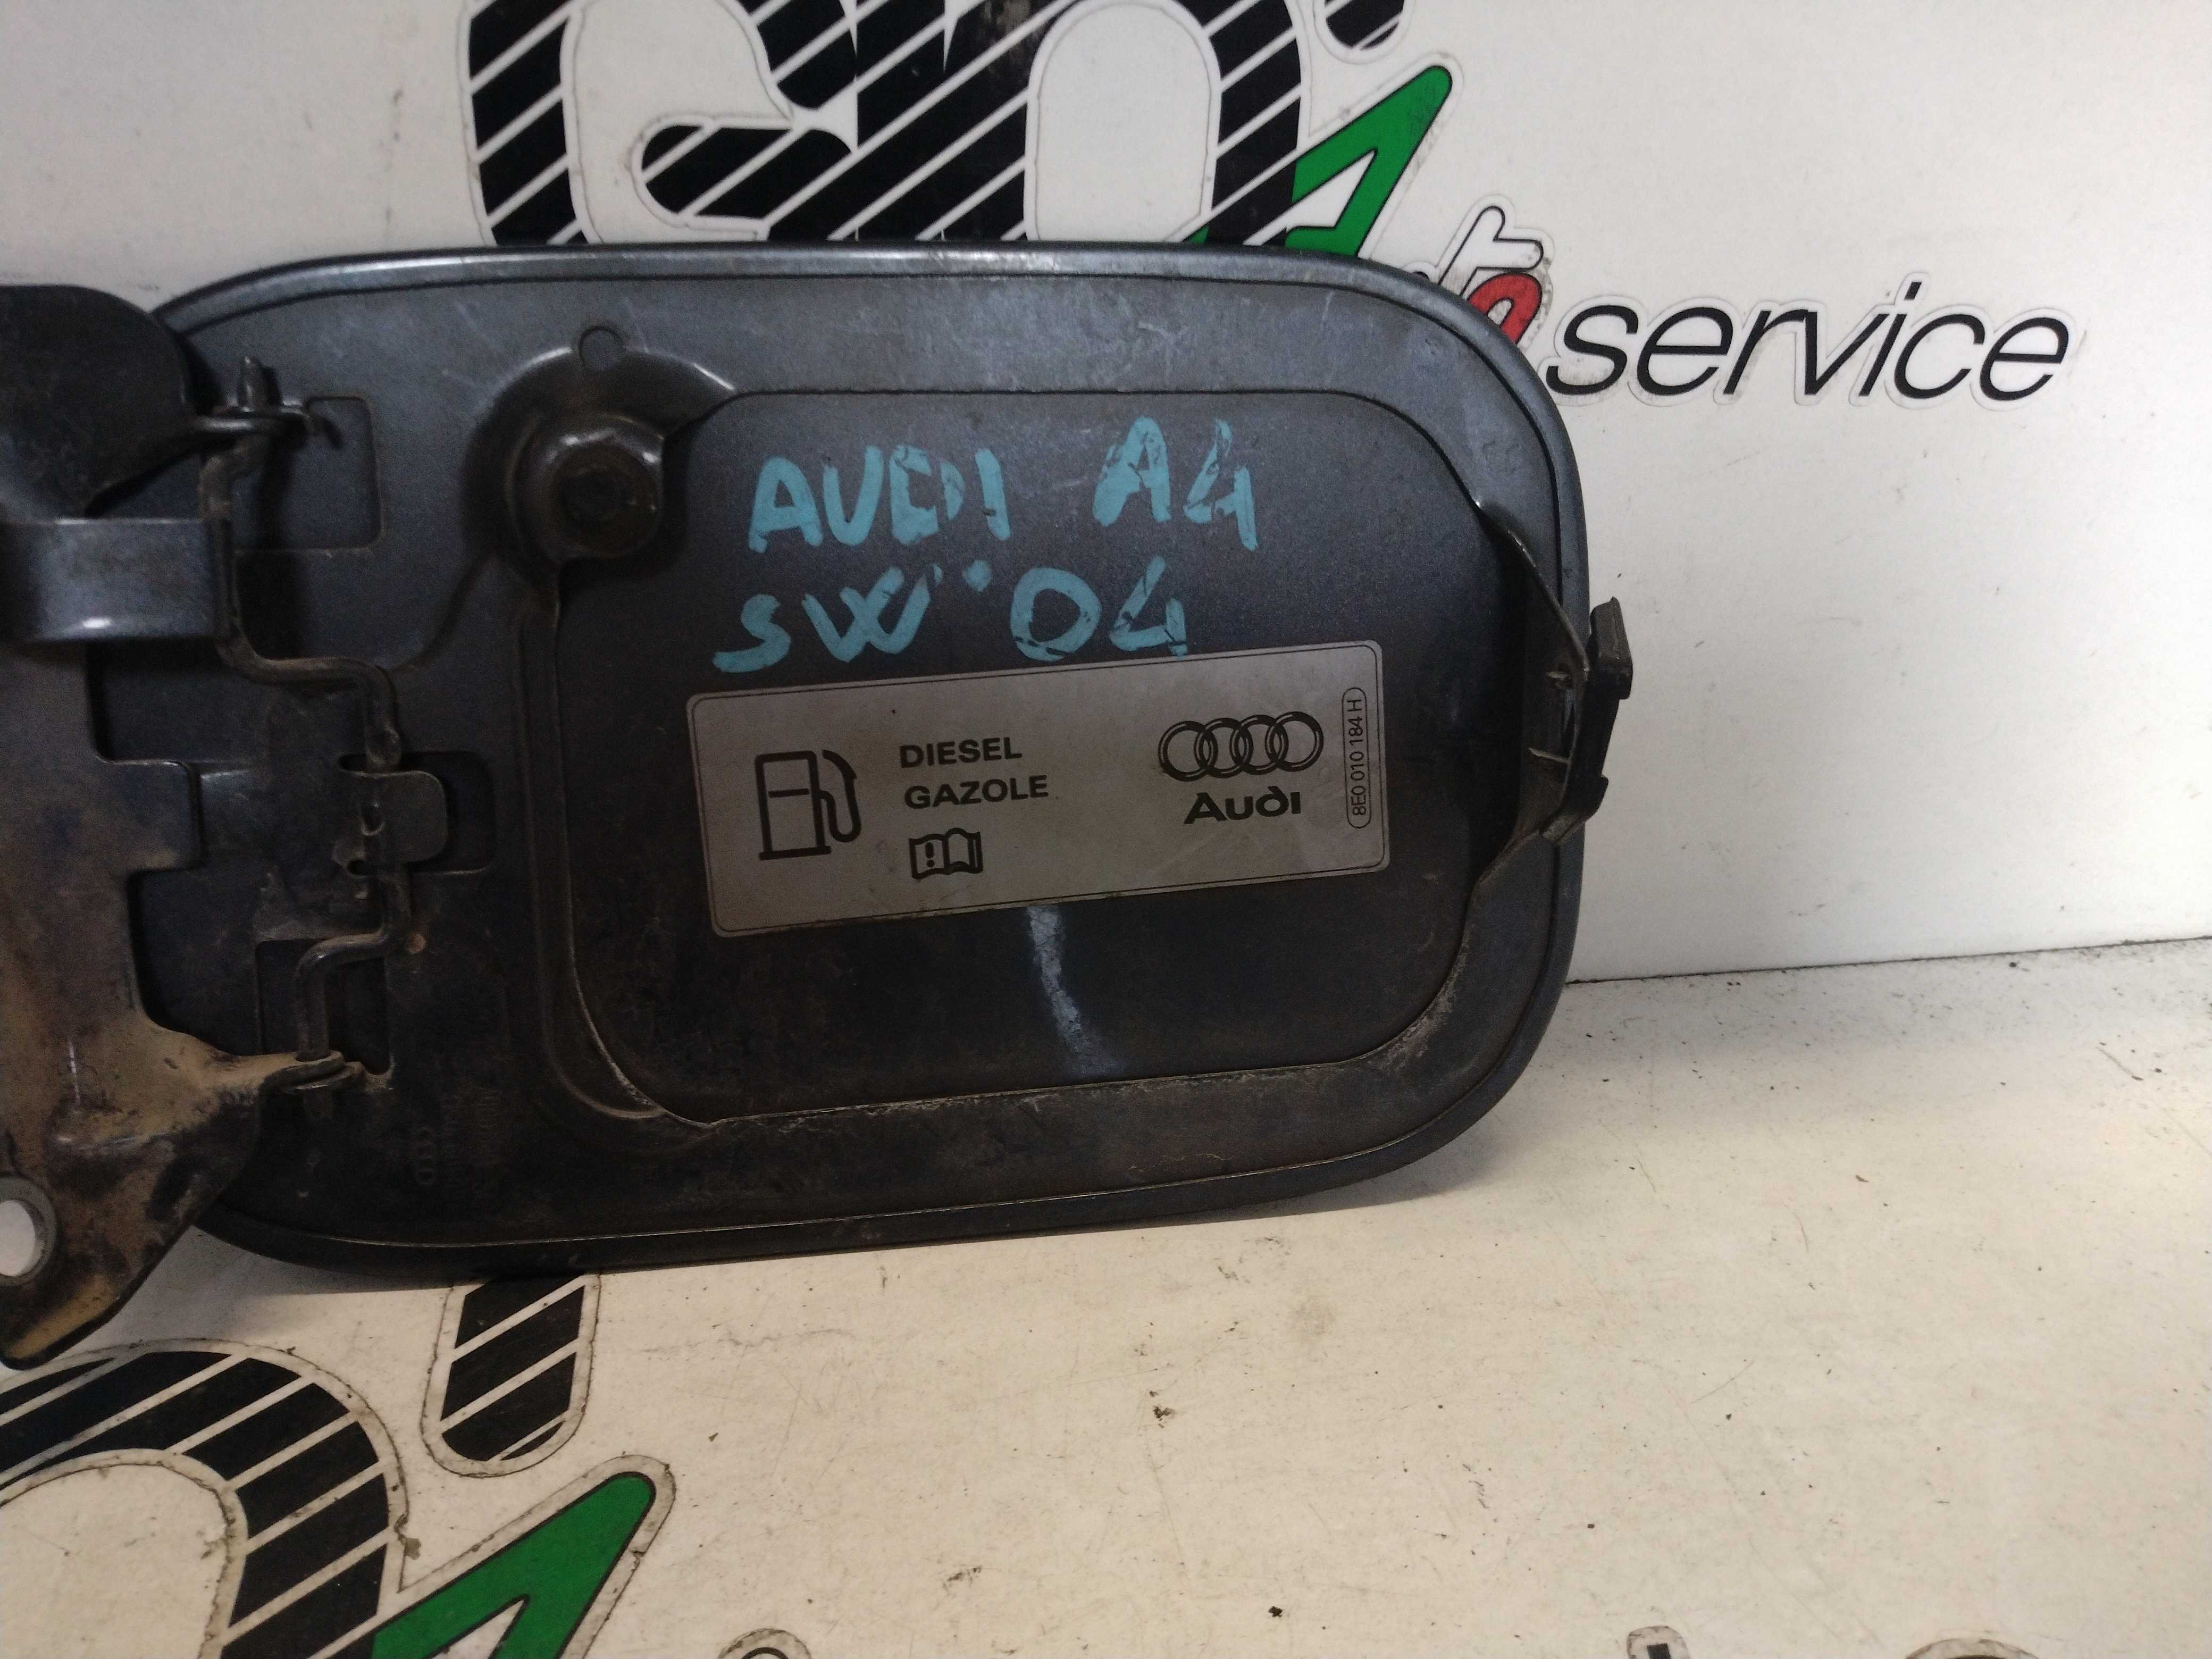 service
AUDI A4
SW'04
DIESEL
GAZOLE
Audi
8E0 010 184 H